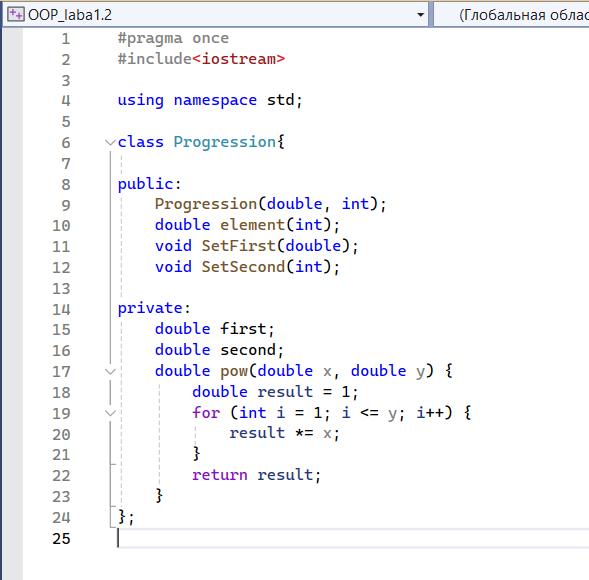 OOP_laba1.2 (Глобальная облас
1 #pragma once
2 #include<iostream>
3
4 using namespace std;
5
6 class Progression{
7
8 public:
9 Progression(double, int);
10 double element(int);
11 void SetFirst(double);
12 void SetSecond(int);
13
14 private:
15 double first;
16 double second;
17 double pow(double x, double y) {
18 double result = 1;
19 for (int i = 1; i <= y; i++) {
20 result *= x;
21 }
22 return result;
23 }
24 };
25